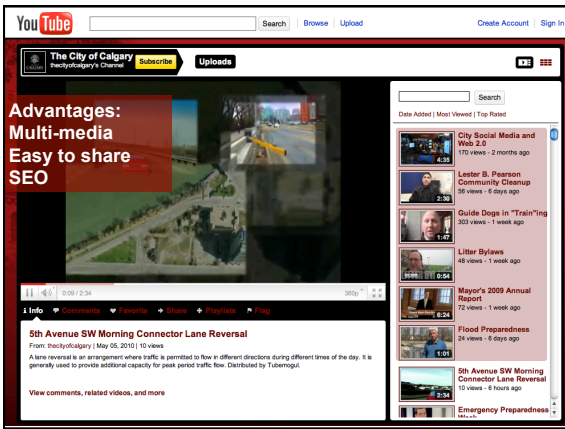 You Tube
Search
Browse
Upload
Create Account
Sign In
CALGARY
The City of Calgary
thecityofcalgary's Channel
Subscribe
Uploads
Advantages:
Multi-media
Easy to share
SEO
0:09 / 2:34
360p
Info
Comments
Favorite
Share
Playlists
Flag
5th Avenue SW Morning Connector Lane Reversal
From: thecityofcalgary | May 05, 2010 | 10 views
A lane reversal is an arrangement where traffic is permitted to flow in different directions during different times of the day. It is
generally used to provide additional capacity for peak period traffic flow. Distributed by Tubemogul.
View comments, related videos, and more
Search
Date Added | Most Viewed | Top Rated
City Social Media and
Web 2.0
170 views - 2 months ago
4:35
Lester B. Pearson
Community Cleanup
56 views - 6 days ago
2:30
Guide Dogs in "Train"ing
303 views - 1 week ago
1:47
Litter Bylaws
48 views - 1 week ago
0:54
Mayor's 2009 Annual
Report
72 views - 1 week ago
6:24
Flood Preparedness
24 views - 6 days ago
1:01
5th Avenue SW Morning
Connector Lane Reversal
10 views - 6 hours ago
2:34
Emergency Preparedness
Week